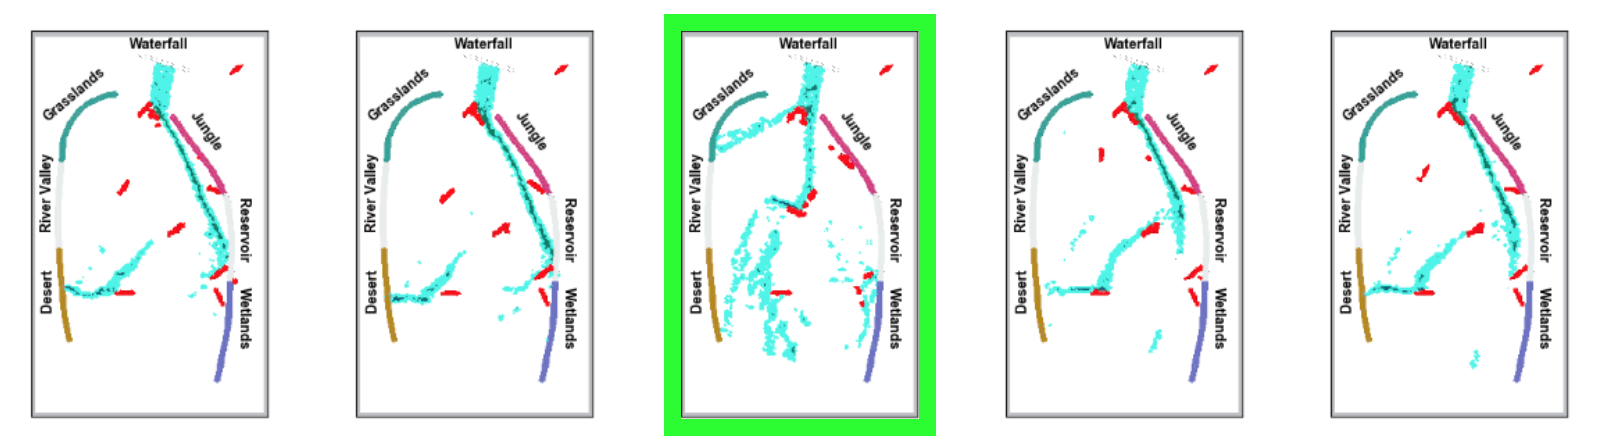 Waterfall
Grasslands
Jungle
River Valley
Reservoir
Desert
Wetlands
Waterfall
Grasslands
Jungle
River Valley
Reservoir
Desert
Wetlands
Waterfall
Grasslands
Jungle
River Valley
Reservoir
Desert
Wetlands
Waterfall
Grasslands
Jungle
River Valley
Reservoir
Desert
Wetlands
Waterfall
Grasslands
Jungle
River Valley
Reservoir
Desert
Wetlands